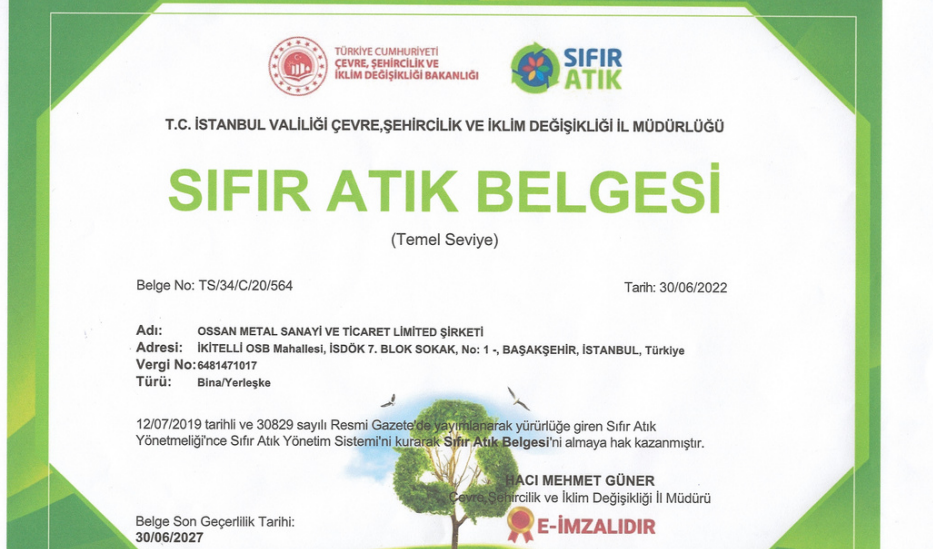 TÜRKİYE CUMHURİYETİ
ÇEVRE, ŞEHİRCİLİK VE
İKLİM DEĞİŞİKLİĞİ BAKANLIĞI
SIFIR
ATIK
T.C. İSTANBUL VALİLİĞİ ÇEVRE,ŞEHİRCİLİK VE İKLİM DEĞİŞİKLİĞİ İL MÜDÜRLÜĞÜ
SIFIR ATIK BELGESİ
(Temel Seviye)
Belge No: TS/34/C/20/564
Tarih: 30/06/2022
Adı: OSSAN METAL SANAYİ VE TİCARET LİMİTED ŞİRKETİ
Adresi: İKİTELLİ OSB Mahallesi, İSDÖK 7. BLOK SOKAK, No: 1 -, BAŞAKŞEHİR, İSTANBUL, Türkiye
Vergi No: 6481471017
Türü: Bina/Yerleşke
12/07/2019 tarihli ve 30829 sayılı Resmi Gazete'de yayımlanarak yürürlüğe giren Sıfır Atık
Yönetmeliği'nce Sıfır Atık Yönetim Sistemi'ni kurarak Sıfır Atık Belgesi'ni almaya hak kazanmıştır.
HACI MEHMET GÜNER
Çevre,Şehircilik ve İklim Değişikliği İl Müdürü
E-İMZALIDIR
Belge Son Geçerlilik Tarihi:
30/06/2027